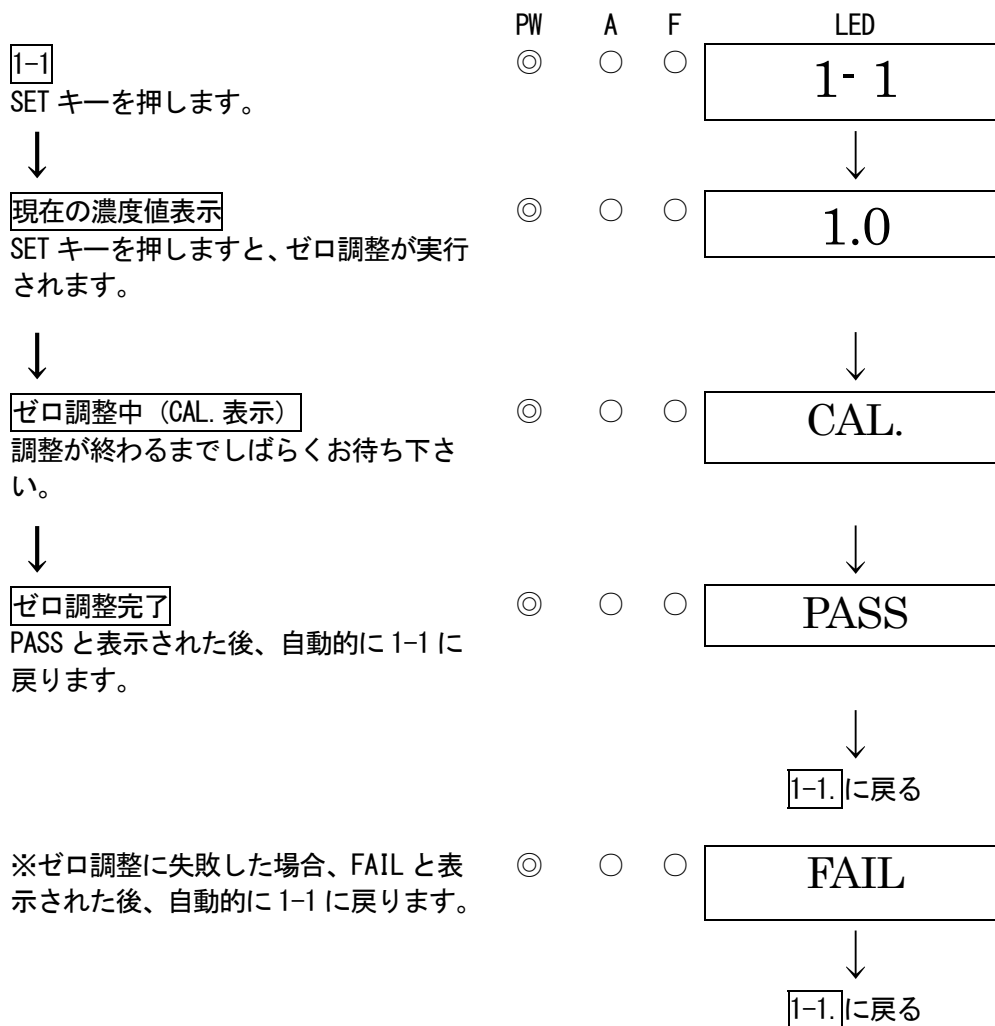 PW A F LED
1-1 ◎ ○ ○ 1- 1
SET キーを押します。
↓ ↓
現在の濃度値表示 ◎ ○ ○ 1.0
SET キーを押しますと、ゼロ調整が実行
されます。
↓ ↓
ゼロ調整中（CAL.表示） ◎ ○ ○ CAL.
調整が終わるまでしばらくお待ち下さ
い。
↓ ↓
ゼロ調整完了 ◎ ○ ○ PASS
PASS と表示された後、自動的に 1-1 に
戻ります。
↓
1-1.に戻る
※ゼロ調整に失敗した場合、FAIL と表 ◎ ○ ○ FAIL
示された後、自動的に 1-1 に戻ります。
↓
1-1.に戻る